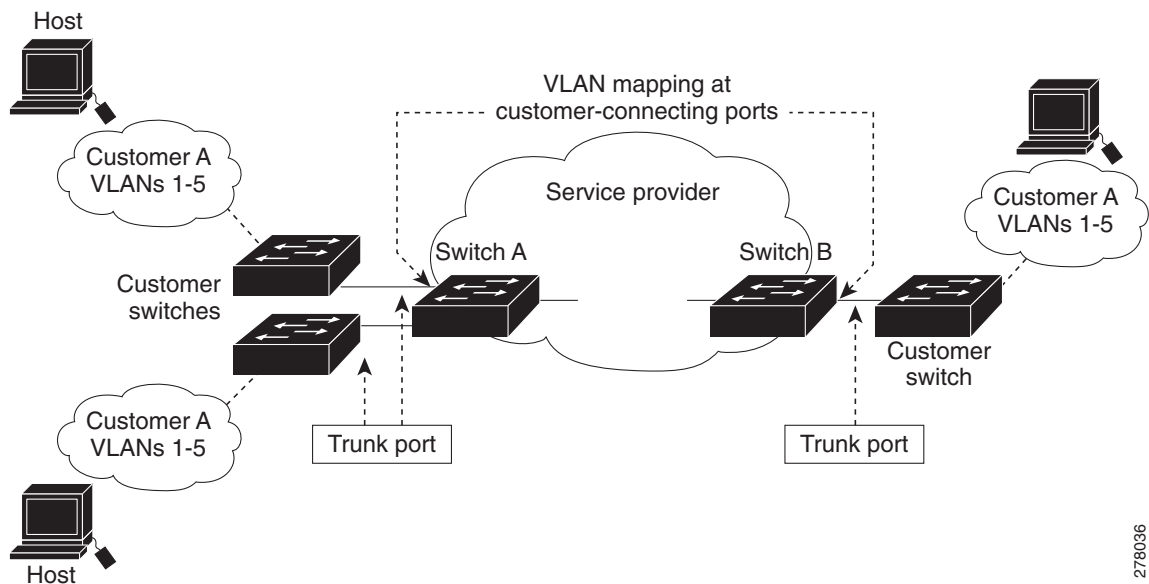 Host
VLAN mapping at
customer-connecting ports
Customer A
VLANs 1-5
Service provider
Customer A
VLANs 1-5
Switch A
Switch B
Customer
switches
Customer
switch
Customer A
VLANs 1-5
Trunk port
Trunk port
Host
278036